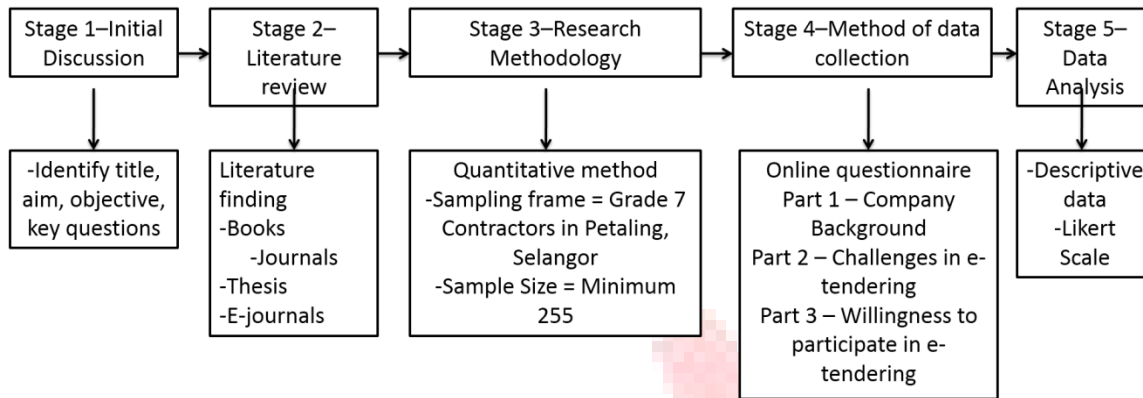 Stage 1–Initial
Discussion
Stage 2–
Literature
review
Stage 3–Research
Methodology
Stage 4–Method of data
collection
Stage 5–
Data
Analysis
-Identify title,
aim, objective,
key questions
Literature
finding
-Books
-Journals
-Thesis
-E-journals
Quantitative method
-Sampling frame = Grade 7
Contractors in Petaling,
Selangor
-Sample Size = Minimum
255
Online questionnaire
Part 1 – Company
Background
Part 2 – Challenges in e-
tendering
Part 3 – Willingness to
participate in e-
tendering
-Descriptive
data
-Likert
Scale